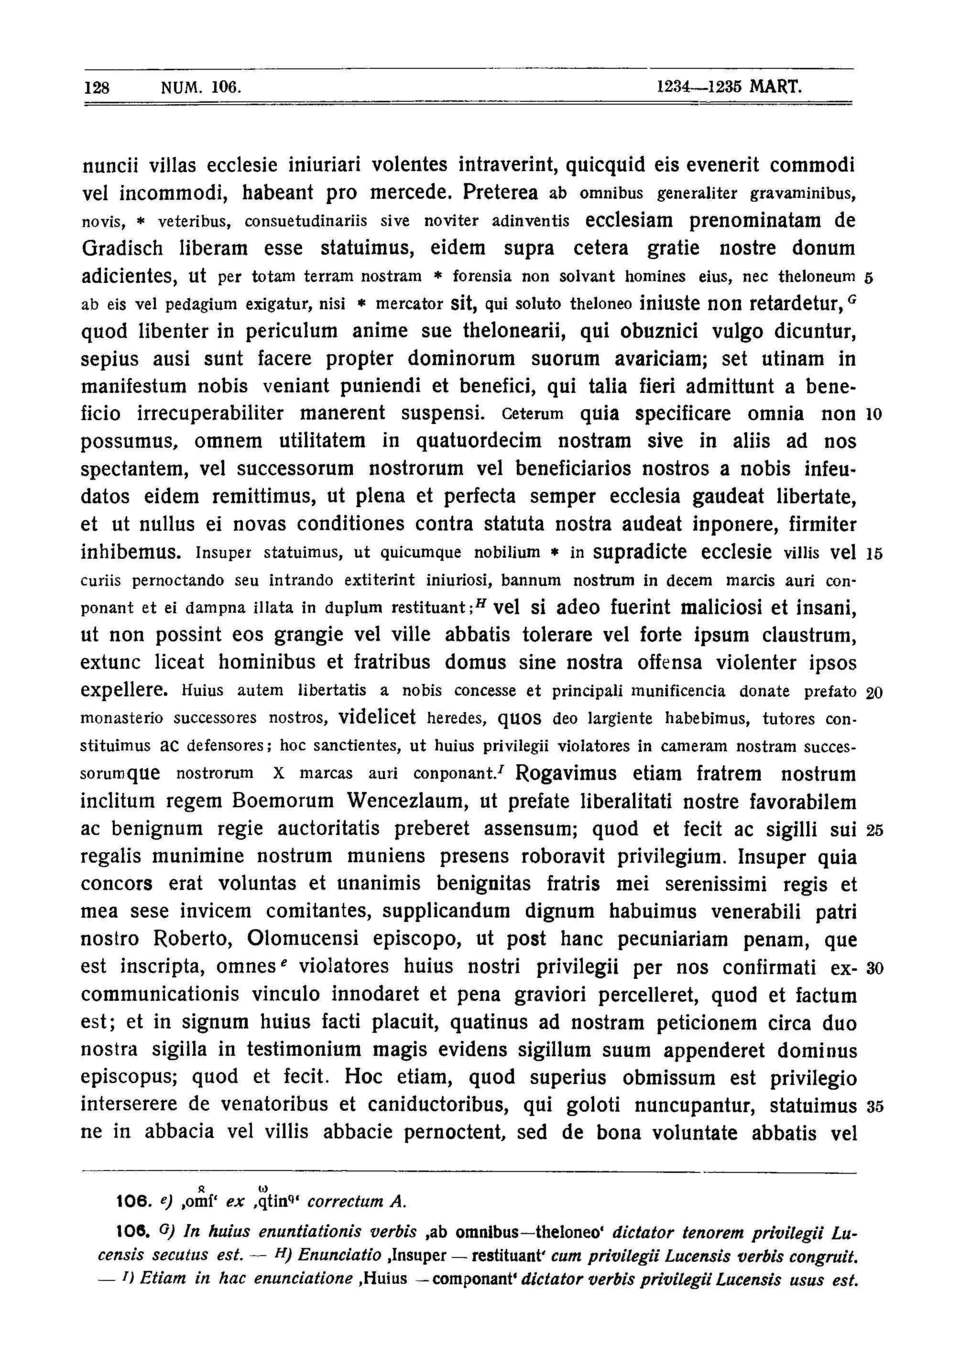 128 NUM. 106. 1234—1235 MART.
nuncii villas ecclesie iniuriari volentes intraverint, quicquid eis evenerit commodi
vel incommodi, habeant pro mercede. Preterea ab omnibus generaliter gravaminibus,
novis, * veteribus, consuetudinariis sive noviter adinventis ecclesiam prenominatam de
Gradisch liberam esse statuimus, eidem supra cetera gratie nostre donum
adicientes, ut per totam terram nostram * forensia non solvant homines eius, nec theloneum 5
ab eis vel pedagium exigatur, nisi * mercator sit, qui soluto theloneo iniuste non retardetur, G
quod libenter in periculum anime sue thelonearii, qui obuznici vulgo dicuntur,
sepius ausi sunt facere propter dominorum suorum avariciam; set utinam in
manifestum nobis veniant puniendi et benefici, qui talia fieri admittunt a bene-
ficio irrecuperabiliter manerent suspensi. Ceterum quia specificare omnia non 10
possumus, omnem utilitatem in quatuordecim nostram sive in aliis ad nos
spectantem, vel successorum nostrorum vel beneficiarios nostros a nobis infeu-
datos eidem remittimus, ut plena et perfecta semper ecclesia gaudeat libertate,
et ut nullus ei novas conditiones contra statuta nostra audeat inponere, firmiter
inhibemus. Insuper statuimus, ut quicumque nobilium * in supradicte ecclesie villis vel 15
curiis pernoctando seu intrando extiterint iniuriosi, bannum nostrum in decem marcis auri con-
ponant et ei dampna illata in duplum restituant; H vel si adeo fuerint maliciosi et insani,
ut non possint eos grangie vel ville abbatis tolerare vel forte ipsum claustrum,
extunc liceat hominibus et fratribus domus sine nostra offensa violenter ipsos
expellere. Huius autem libertatis a nobis concesse et principali munificencia donate prefato 20
monasterio successores nostros, videlicet heredes, quos deo largiente habebimus, tutores con-
stituimus ac defensores; hoc sanctientes, ut huius privilegii violatores in cameram nostram succes-
sorumque nostrorum X marcas auri conponant. I Rogavimus etiam fratrem nostrum
inclitum regem Boemorum Wencezlaum, ut prefate liberalitati nostre favorabilem
ac benignum regie auctoritatis preberet assensum; quod et fecit ac sigilli sui 25
regalis munimine nostrum muniens presens roboravit privilegium. Insuper quia
concors erat voluntas et unanimis benignitas fratris mei serenissimi regis et
mea sese invicem comitantes, supplicandum dignum habuimus venerabili patri
nostro Roberto, Olomucensi episcopo, ut post hanc pecuniariam penam, que
est inscripta, omnes e violatores huius nostri privilegii per nos confirmati ex- 30
communicationis vinculo innodaret et pena graviori percelleret, quod et factum
est; et in signum huius facti placuit, quatinus ad nostram peticionem circa duo
nostra sigilla in testimonium magis evidens sigillum suum appenderet dominus
episcopus; quod et fecit. Hoc etiam, quod superius obmissum est privilegio
interserere de venatoribus et caniductoribus, qui goloti nuncupantur, statuimus 35
ne in abbacia vel villis abbacie pernoctent, sed de bona voluntate abbatis vel
106. e) ex correctum A.
106. G) In huius enuntiationis verbis ‚ab omnibus—theloneo‘ dictator tenorem privilegii Lu-
censis secutus est. — H) Enunciatio ‚Insuper — restituant‘ cum privilegii Lucensis verbis congruit.
— I) Etiam in hac enunciatione ‚Huius — componant‘ dictator verbis privilegii Lucensis usus est.